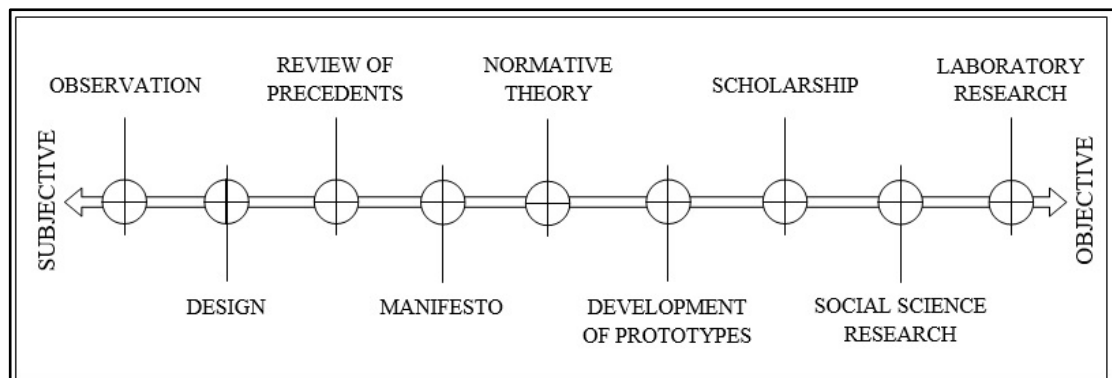 SUBJECTIVE
OBSERVATION
REVIEW OF
PRECEDENTS
NORMATIVE
THEORY
SCHOLARSHIP
LABORATORY
RESEARCH
DESIGN
MANIFESTO
DEVELOPMENT
OF PROTOTYPES
SOCIAL SCIENCE
RESEARCH
OBJECTIVE